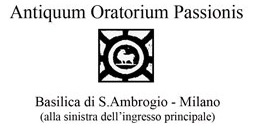 Antiquum Oratorium Passionis
Basilica di S.Ambrogio - Milano
(alla sinistra dell'ingresso principale)